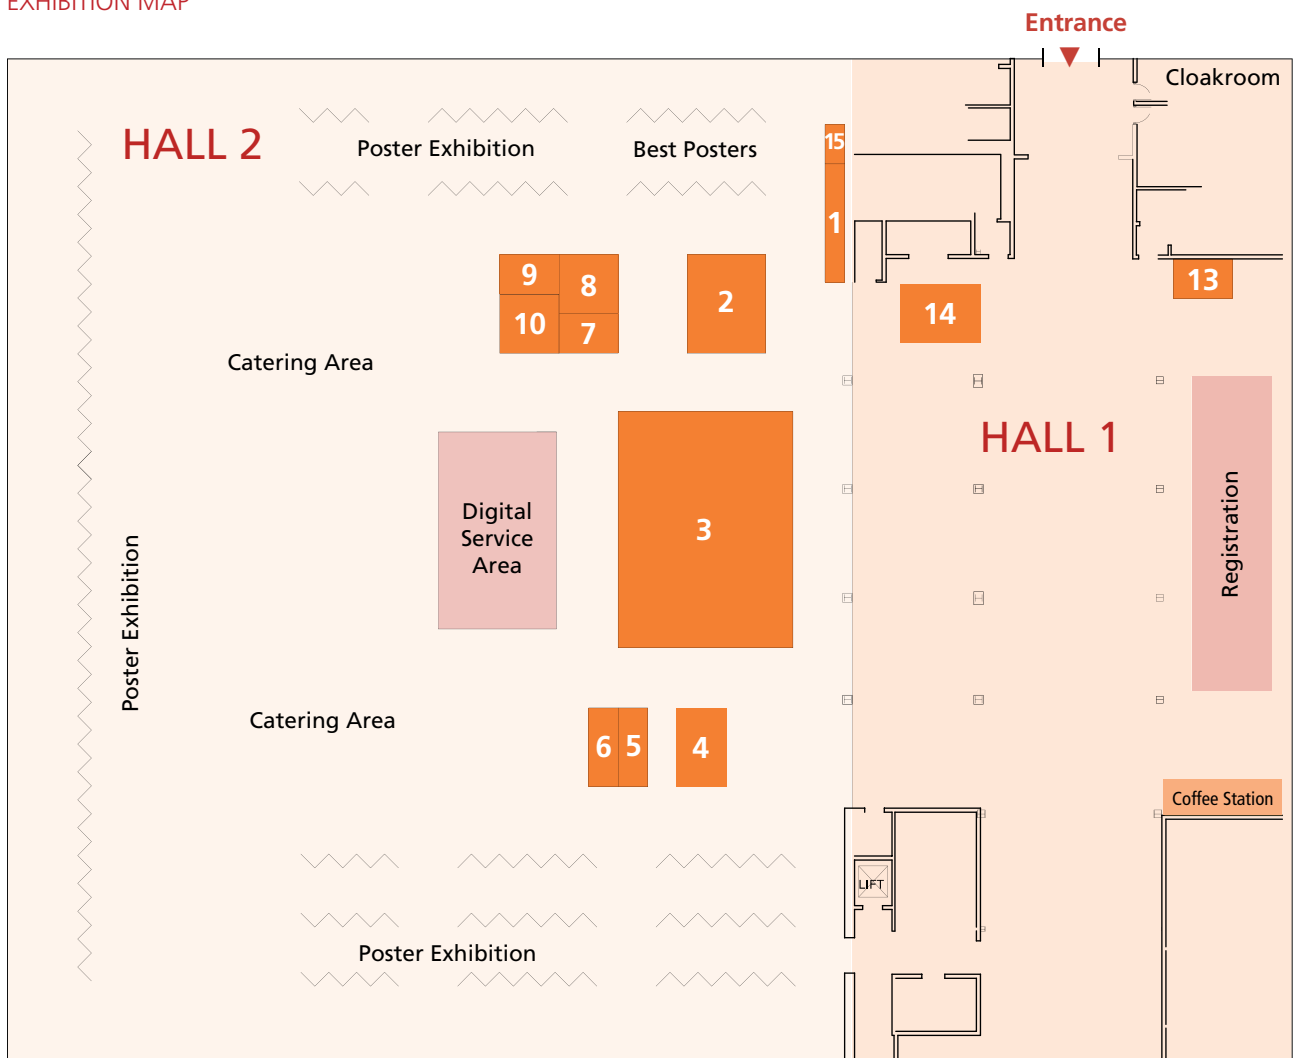 EXHIBITION MAP
Entrance
Cloakroom
HALL 2
Poster Exhibition
Best Posters
15
1
9
8
10
7
2
14
13
Catering Area
HALL 1
Digital
Service
Area
3
Registration
Poster Exhibition
Catering Area
6
5
4
Coffee Station
LIFT
Poster Exhibition